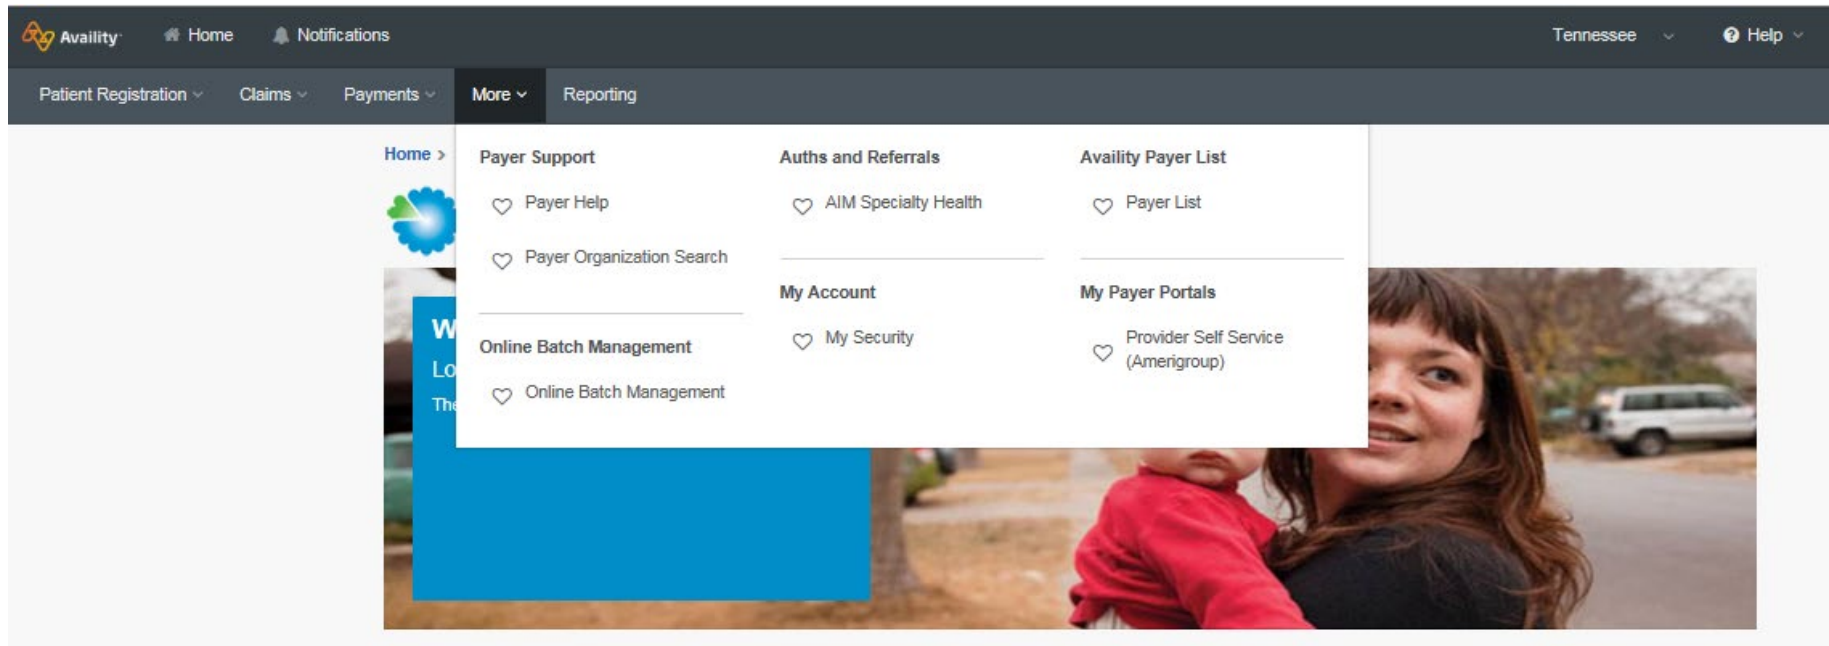 Availity Home Notifications Tennessee Help
Patient Registration Claims Payments More Reporting
Home >
Payer Support
Payer Help
Payer Organization Search
Online Batch Management
Online Batch Management
Auths and Referrals
AIM Specialty Health
My Account
My Security
Availity Payer List
Payer List
My Payer Portals
Provider Self Service
(Amerigroup)
W
Lo
The